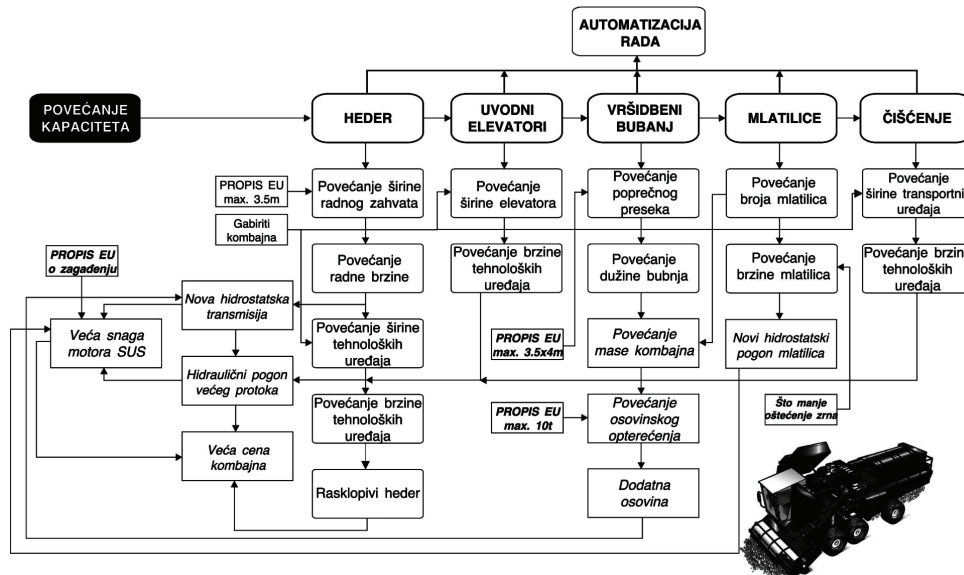 AUTOMATIZACIJA
RADA
POVEĆANJE
KAPACITETA
HEDER
UVODNI
ELEVATORI
VRŠIDBENI
BUBANJ
MLATILICE
ČIŠĆENJE
PROPIS EU
max. 3.5m
Povećanje širine
radnog zahvata
Povećanje
širine elevatora
Povećanje
poprečnog
preseka
Povećanje
broja mlatilica
Povećanje
širine transportni
uređaja
Gabiriti
kombajna
PROPIS EU
o zagađenju
Povećanje
radne brzine
Povećanje brzine
tehnoloških
uređaja
Povećanje
dužine bubnja
Povećanje
brzine mlatilica
Povećanje brzine
tehnoloških
uređaja
Nova hidrostatska
transmisija
Veća snaga
motora SUS
Povećanje širine
tehnoloških
uređaja
PROPIS EU
max. 3.5x4m
Povećanje
mase kombajna
Novi hidrostatski
pogon mlatilica
Hidraulični pogon
većeg protoka
Povećanje brzine
tehnoloških
uređaja
PROPIS EU
max. 10t
Povećanje
osovinskog
opterećenja
Što manje
oštećenje zrna
Veća cena
kombajna
Rasklopivi heder
Dodatna
osovina